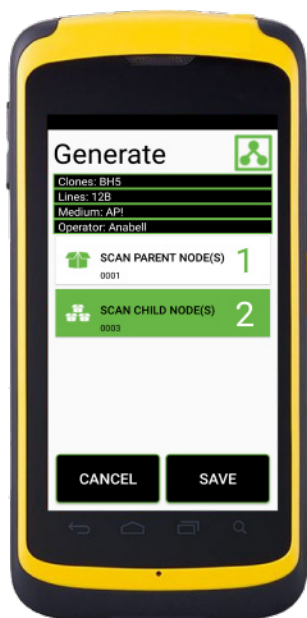 Generate
Clones: BH5
Lines: 12B
Medium: AP!
Operator: Anabell
SCAN PARENT NODE(S) 1
0001
SCAN CHILD NODE(S) 2
0003
CANCEL SAVE